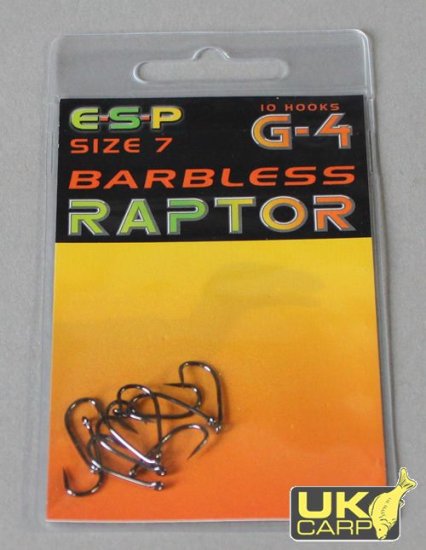 E-S-P
10 HOOKS
SIZE 7
G-4
BARBLESS
RAPTOR
UK
CARP